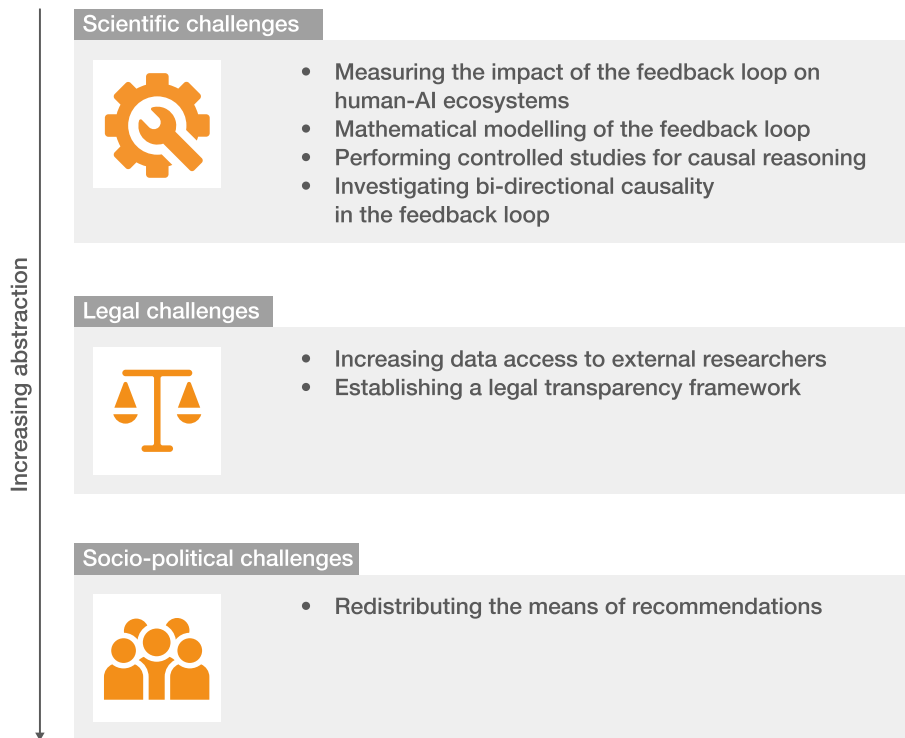 Scientific challenges
• Measuring the impact of the feedback loop on
human-AI ecosystems
• Mathematical modelling of the feedback loop
• Performing controlled studies for causal reasoning
• Investigating bi-directional causality
in the feedback loop
Increasing abstraction
Legal challenges
• Increasing data access to external researchers
• Establishing a legal transparency framework
Socio-political challenges
• Redistributing the means of recommendations